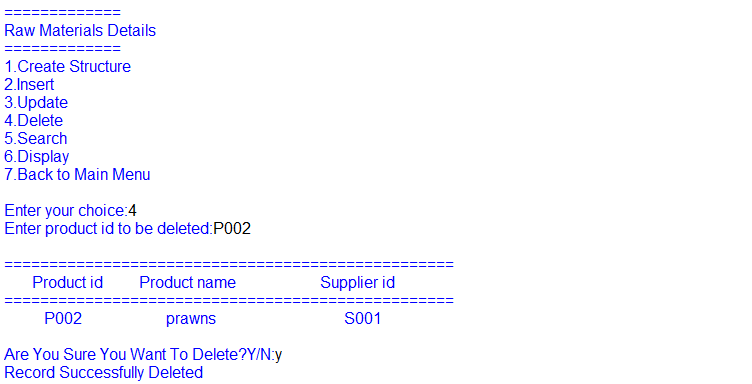 =============
Raw Materials Details
=============
1.Create Structure
2.Insert
3.Update
4.Delete
5.Search
6.Display
7.Back to Main Menu
Enter your choice:4
Enter product id to be deleted:P002
==================================================
Product id Product name Supplier id
==================================================
P002 prawns S001
Are You Sure You Want To Delete?Y/N:y
Record Successfully Deleted